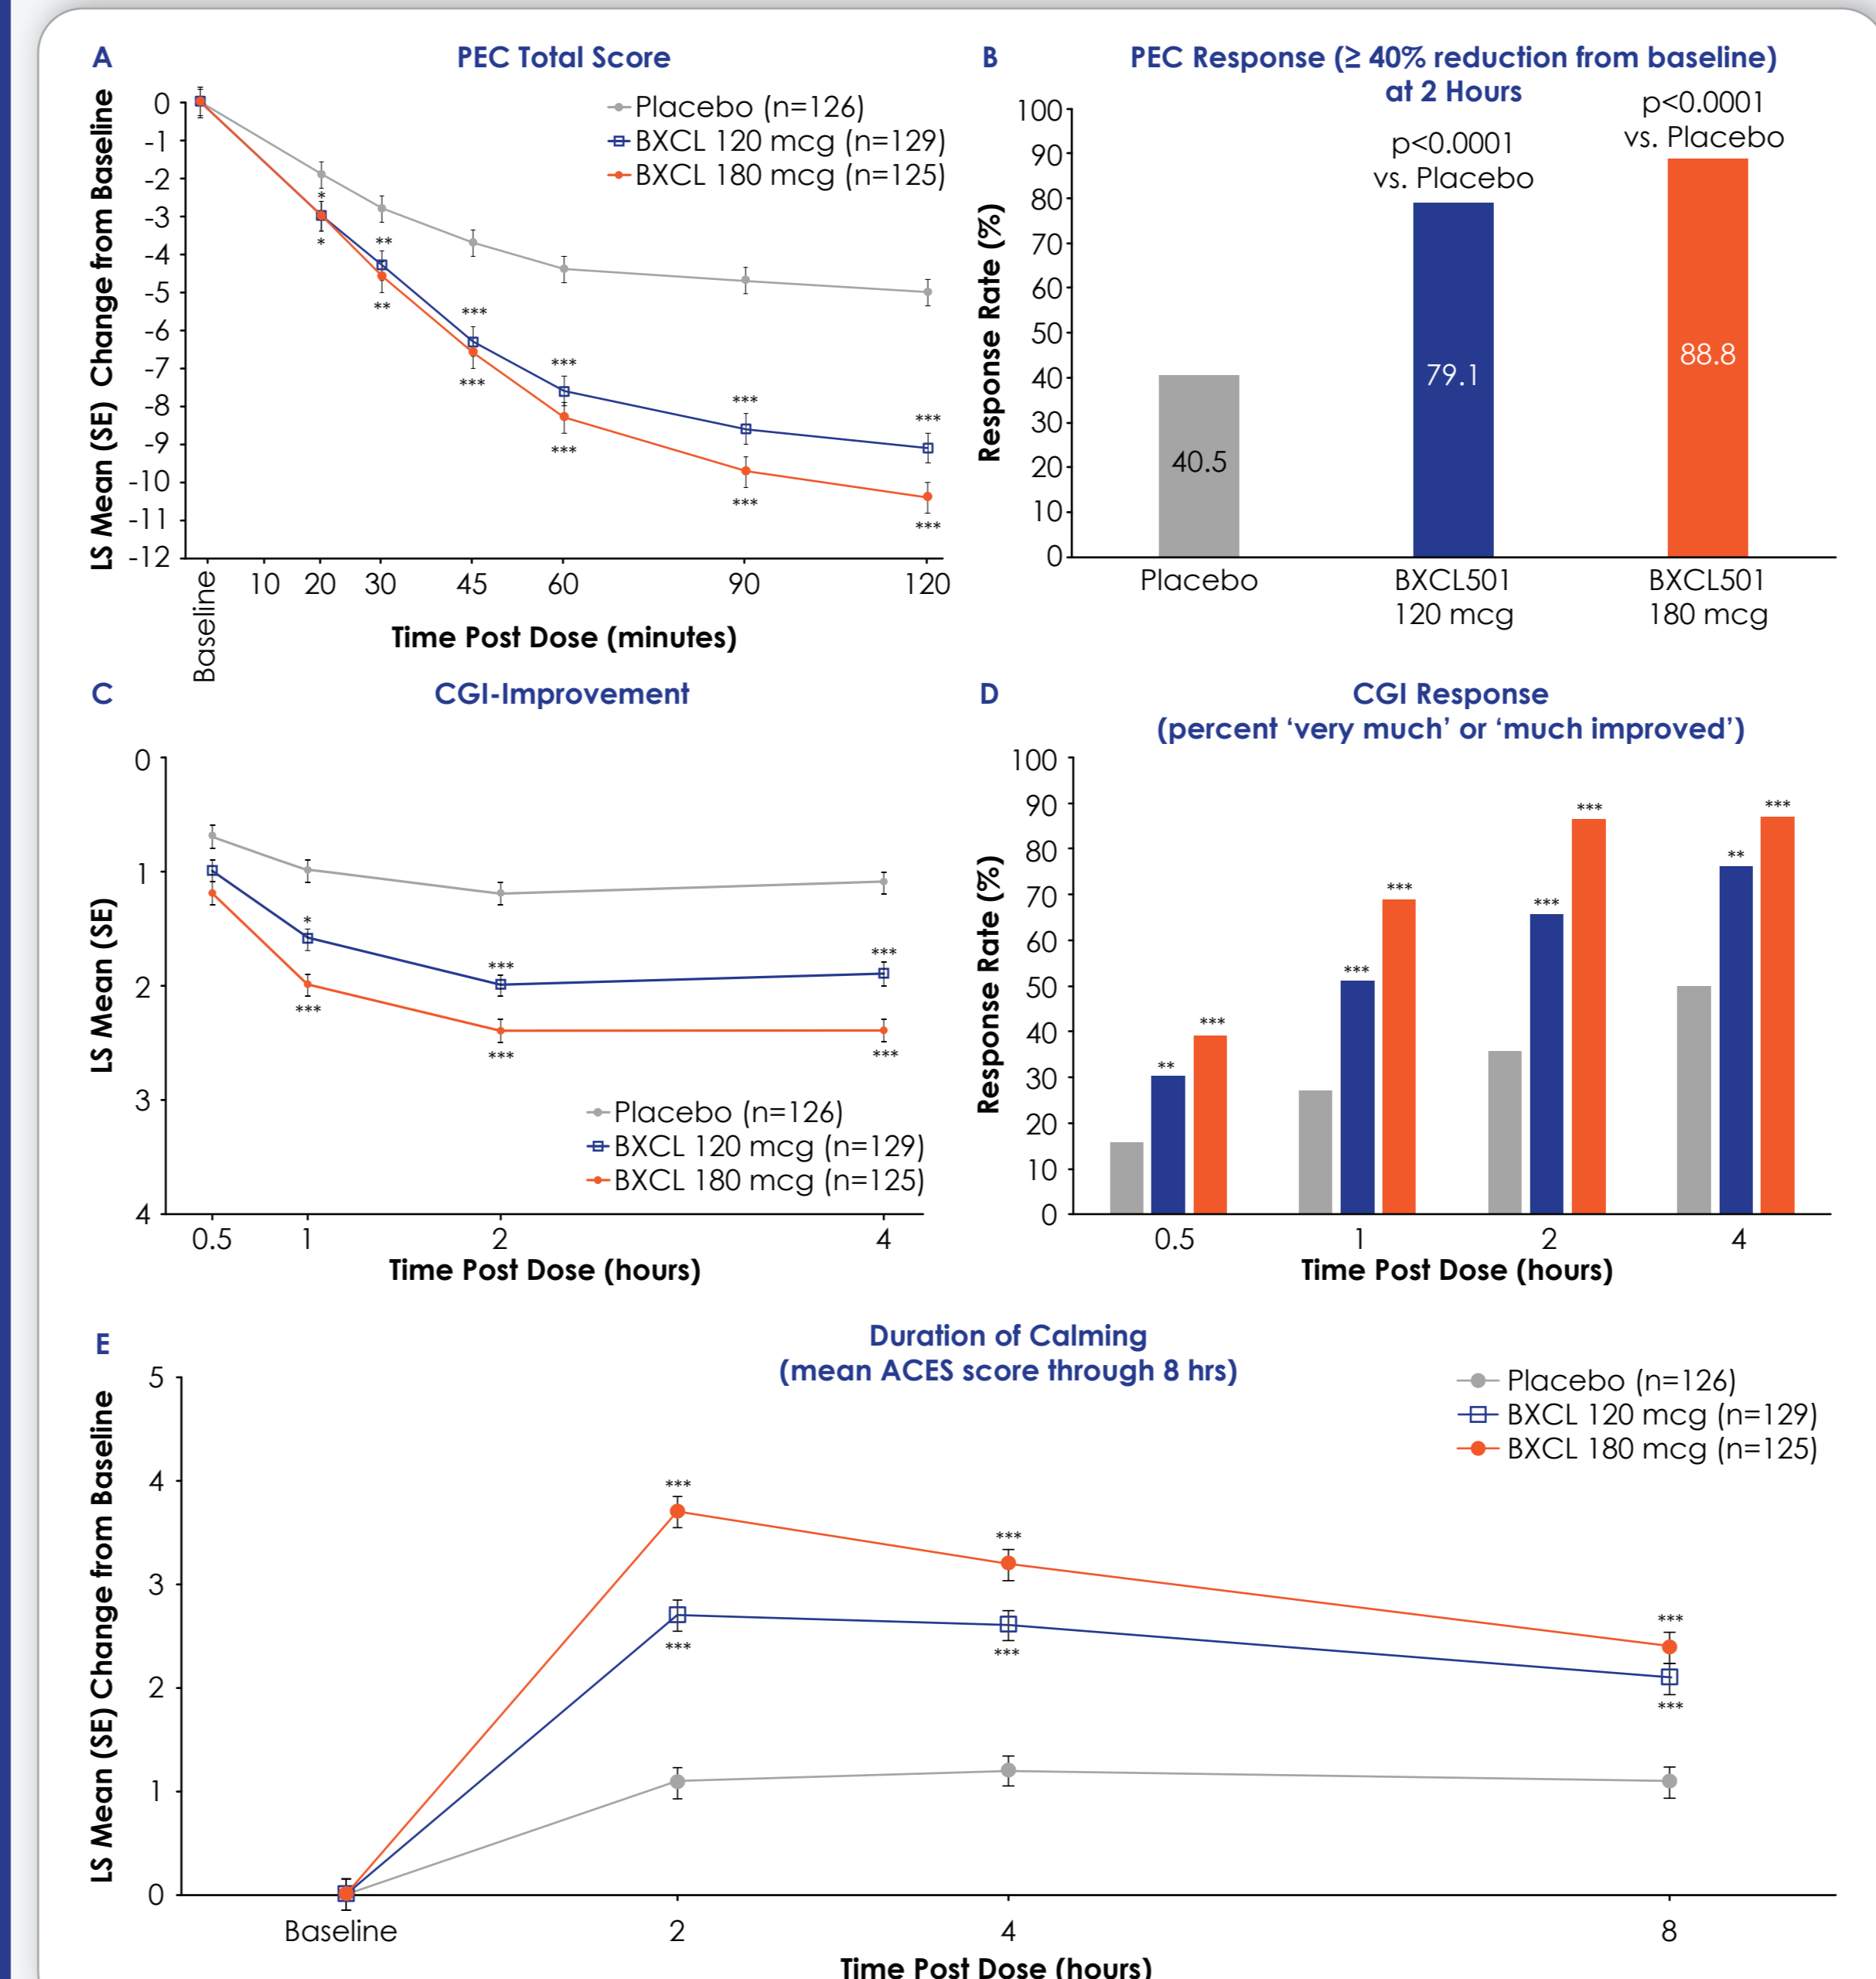 A
PEC Total Score
LS Mean (SE) Change from Baseline
0
-1
-2
-3
-4
-5
-6
-7
-8
-9
-10
-11
-12
Placebo (n=126)
BXCL 120 mcg (n=129)
BXCL 180 mcg (n=125)
*
*
**
**
***
***
***
***
***
***
***
***
Baseline
10 20 30 45 60 90 120
Time Post Dose (minutes)
B
PEC Response (≥ 40% reduction from baseline)
at 2 Hours
Response Rate (%)
100
90
80
70
60
50
40
30
20
10
0
p<0.0001
vs. Placebo
p<0.0001
vs. Placebo
40.5
79.1
88.8
Placebo
BXCL501
120 mcg
BXCL501
180 mcg
C
CGI-Improvement
LS Mean (SE)
0
1
2
3
4
*
***
***
***
***
***
Placebo (n=126)
BXCL 120 mcg (n=129)
BXCL 180 mcg (n=125)
0.5 1 2 4
Time Post Dose (hours)
D
CGI Response
(percent ‘very much’ or ‘much improved’)
Response Rate (%)
100
90
80
70
60
50
40
30
20
10
0
**
***
***
***
***
***
**
***
0.5 1 2 4
Time Post Dose (hours)
E
Duration of Calming
(mean ACES score through 8 hrs)
LS Mean (SE) Change from Baseline
5
4
3
2
1
0
Placebo (n=126)
BXCL 120 mcg (n=129)
BXCL 180 mcg (n=125)
***
***
***
***
***
***
Baseline 2 4 8
Time Post Dose (hours)